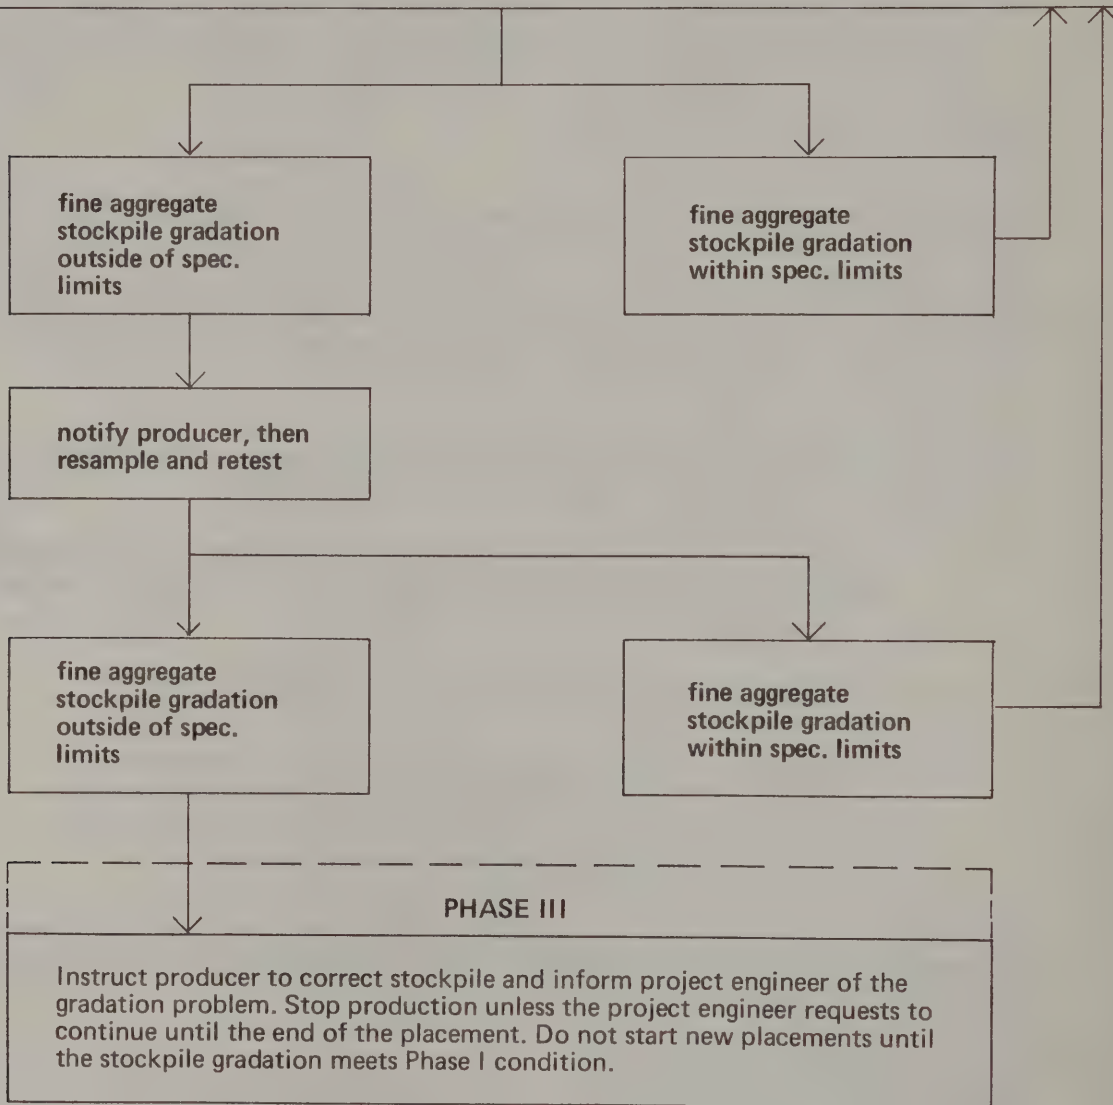 fine aggregate
stockpile gradation
outside of spec.
limits
fine aggregate
stockpile gradation
within spec. limits
notify producer, then
resample and retest
fine aggregate
stockpile gradation
outside of spec.
limits
fine aggregate
stockpile gradation
within spec. limits
PHASE III
Instruct producer to correct stockpile and inform project engineer of the
gradation problem. Stop production unless the project engineer requests to
continue until the end of the placement. Do not start new placements until
the stockpile gradation meets Phase I condition.